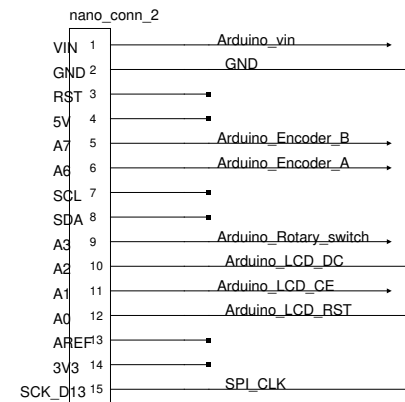 nano_conn_2
VIN 1 Arduino_vin
GND 2 GND
RST 3
5V 4
A7 5 Arduino_Encoder_B
A6 6 Arduino_Encoder_A
SCL 7
SDA 8
A3 9 Arduino_Rotary_switch
A2 10 Arduino_LCD_DC
A1 11 Arduino_LCD_CE
A0 12 Arduino_LCD_RST
AREF 13
3V3 14
SCK_D13 15 SPI_CLK